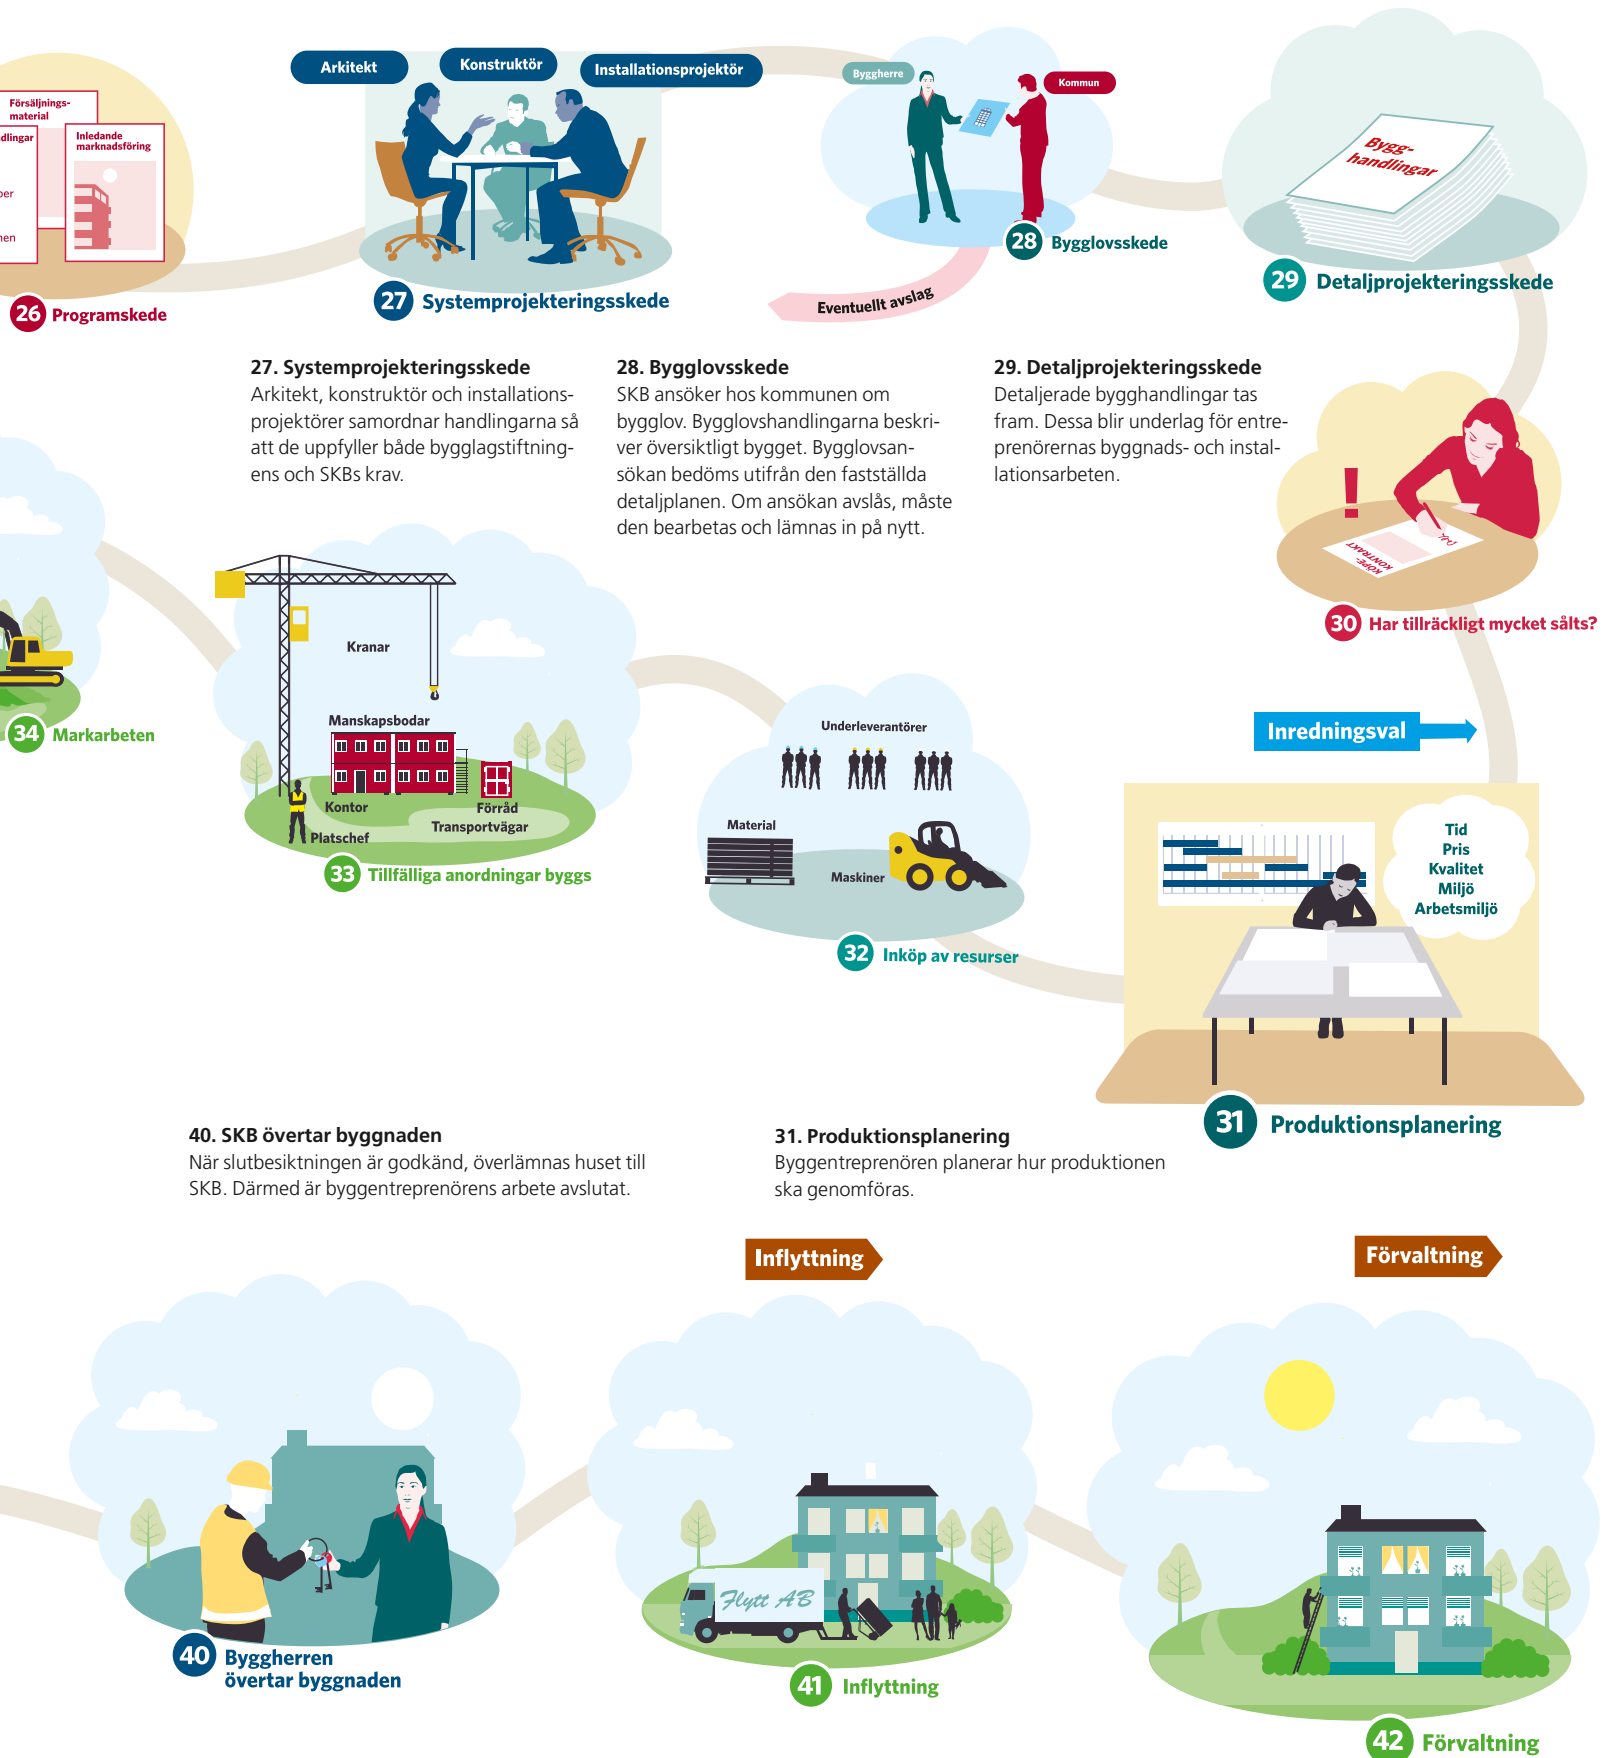 Försäljnings-
material
Inledande
marknadsföring
26 Programskede
Arkitekt
Konstruktör
Installationsprojektör
27 Systemprojekteringsskede
Byggherre
Kommun
28 Bygglovsskede
Eventuellt avslag
Bygg-
handlingar
29 Detaljprojekteringsskede
27. Systemprojekteringsskede
Arkitekt, konstruktör och installations-
projektörer samordnar handlingarna så
att de uppfyller både bygglagstiftning-
ens och SKBs krav.
28. Bygglovsskede
SKB ansöker hos kommunen om
bygglov. Bygglovshandlingarna beskri-
ver översiktligt bygget. Bygglovsan-
sökan bedöms utifrån den fastställda
detaljplanen. Om ansökan avslås, måste
den bearbetas och lämnas in på nytt.
29. Detaljprojekteringsskede
Detaljerade bygghandlingar tas
fram. Dessa blir underlag för entre-
prenörernas byggnads- och instal-
lationsarbeten.
!
KÖPE-
KONTRAKT
30 Har tillräckligt mycket sålts?
34 Markarbeten
Kranar
Manskapsbodar
Kontor
Förråd
Transportvägar
Platschef
33 Tillfälliga anordningar byggs
Underleverantörer
Material
Maskiner
32 Inköp av resurser
Inredningsval
Tid
Pris
Kvalitet
Miljö
Arbetsmiljö
31 Produktionsplanering
40. SKB övertar byggnaden
När slutbesiktningen är godkänd, överlämnas huset till
SKB. Därmed är byggentreprenörens arbete avslutat.
31. Produktionsplanering
Byggentreprenören planerar hur produktionen
ska genomföras.
Inflyttning
Förvaltning
40 Byggherren
övertar byggnaden
Flytt AB
41 Inflyttning
42 Förvaltning